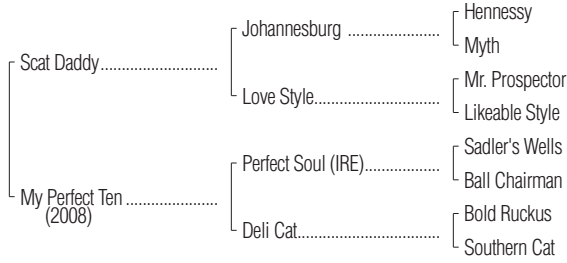 Hennessy
Johannesburg ....................
Myth
Scat Daddy...........................
Mr. Prospector
Love Style...........................
Likeable Style
Sadler's Wells
Perfect Soul (IRE)................
Ball Chairman
My Perfect Ten .....................
(2008)
Bold Ruckus
Deli Cat...............................
Southern Cat